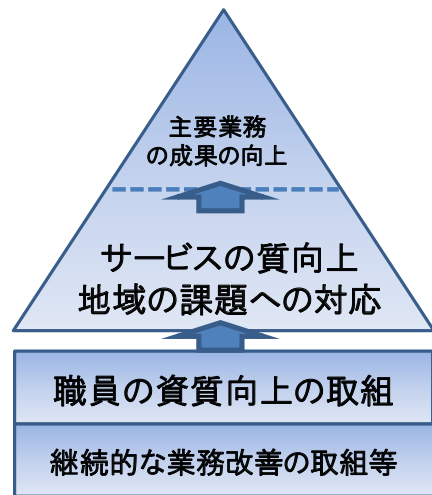 主要業務
の成果の向上
サービスの質向上
地域の課題への対応
職員の資質向上の取組
継続的な業務改善の取組等